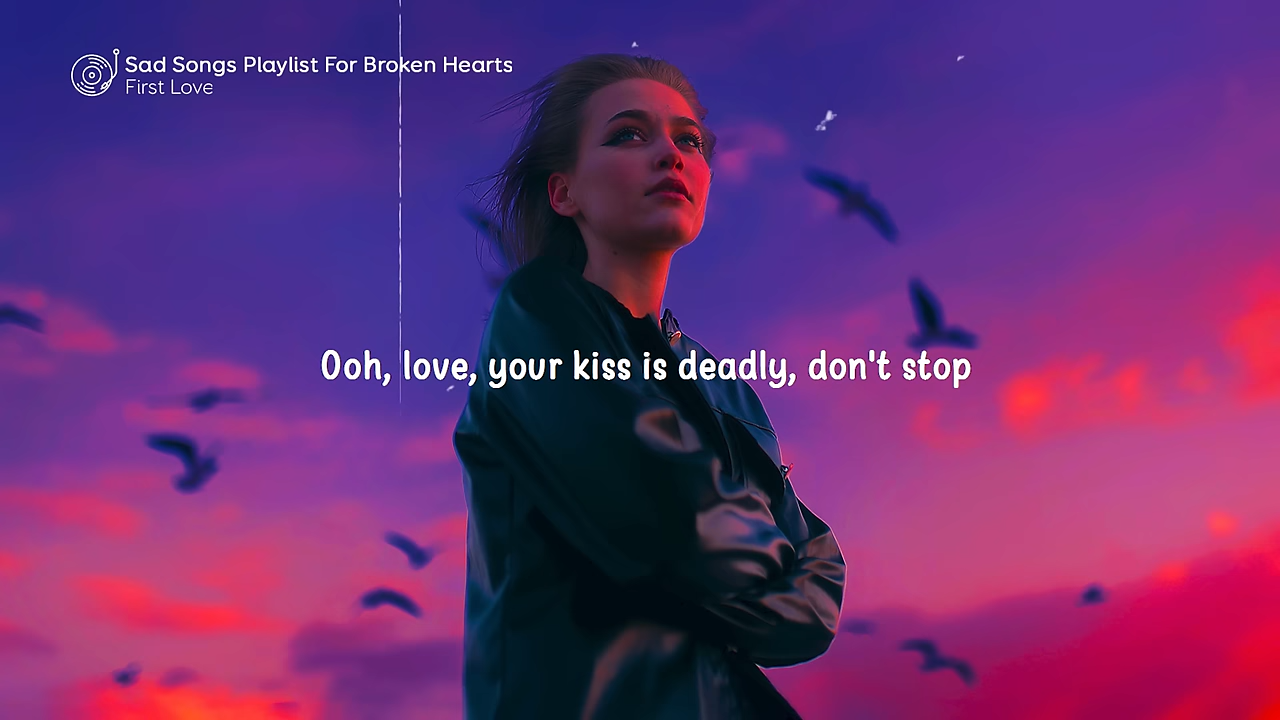 Sad Songs Playlist For Broken Hearts
First Love
Ooh, love, your kiss is deadly, don't stop